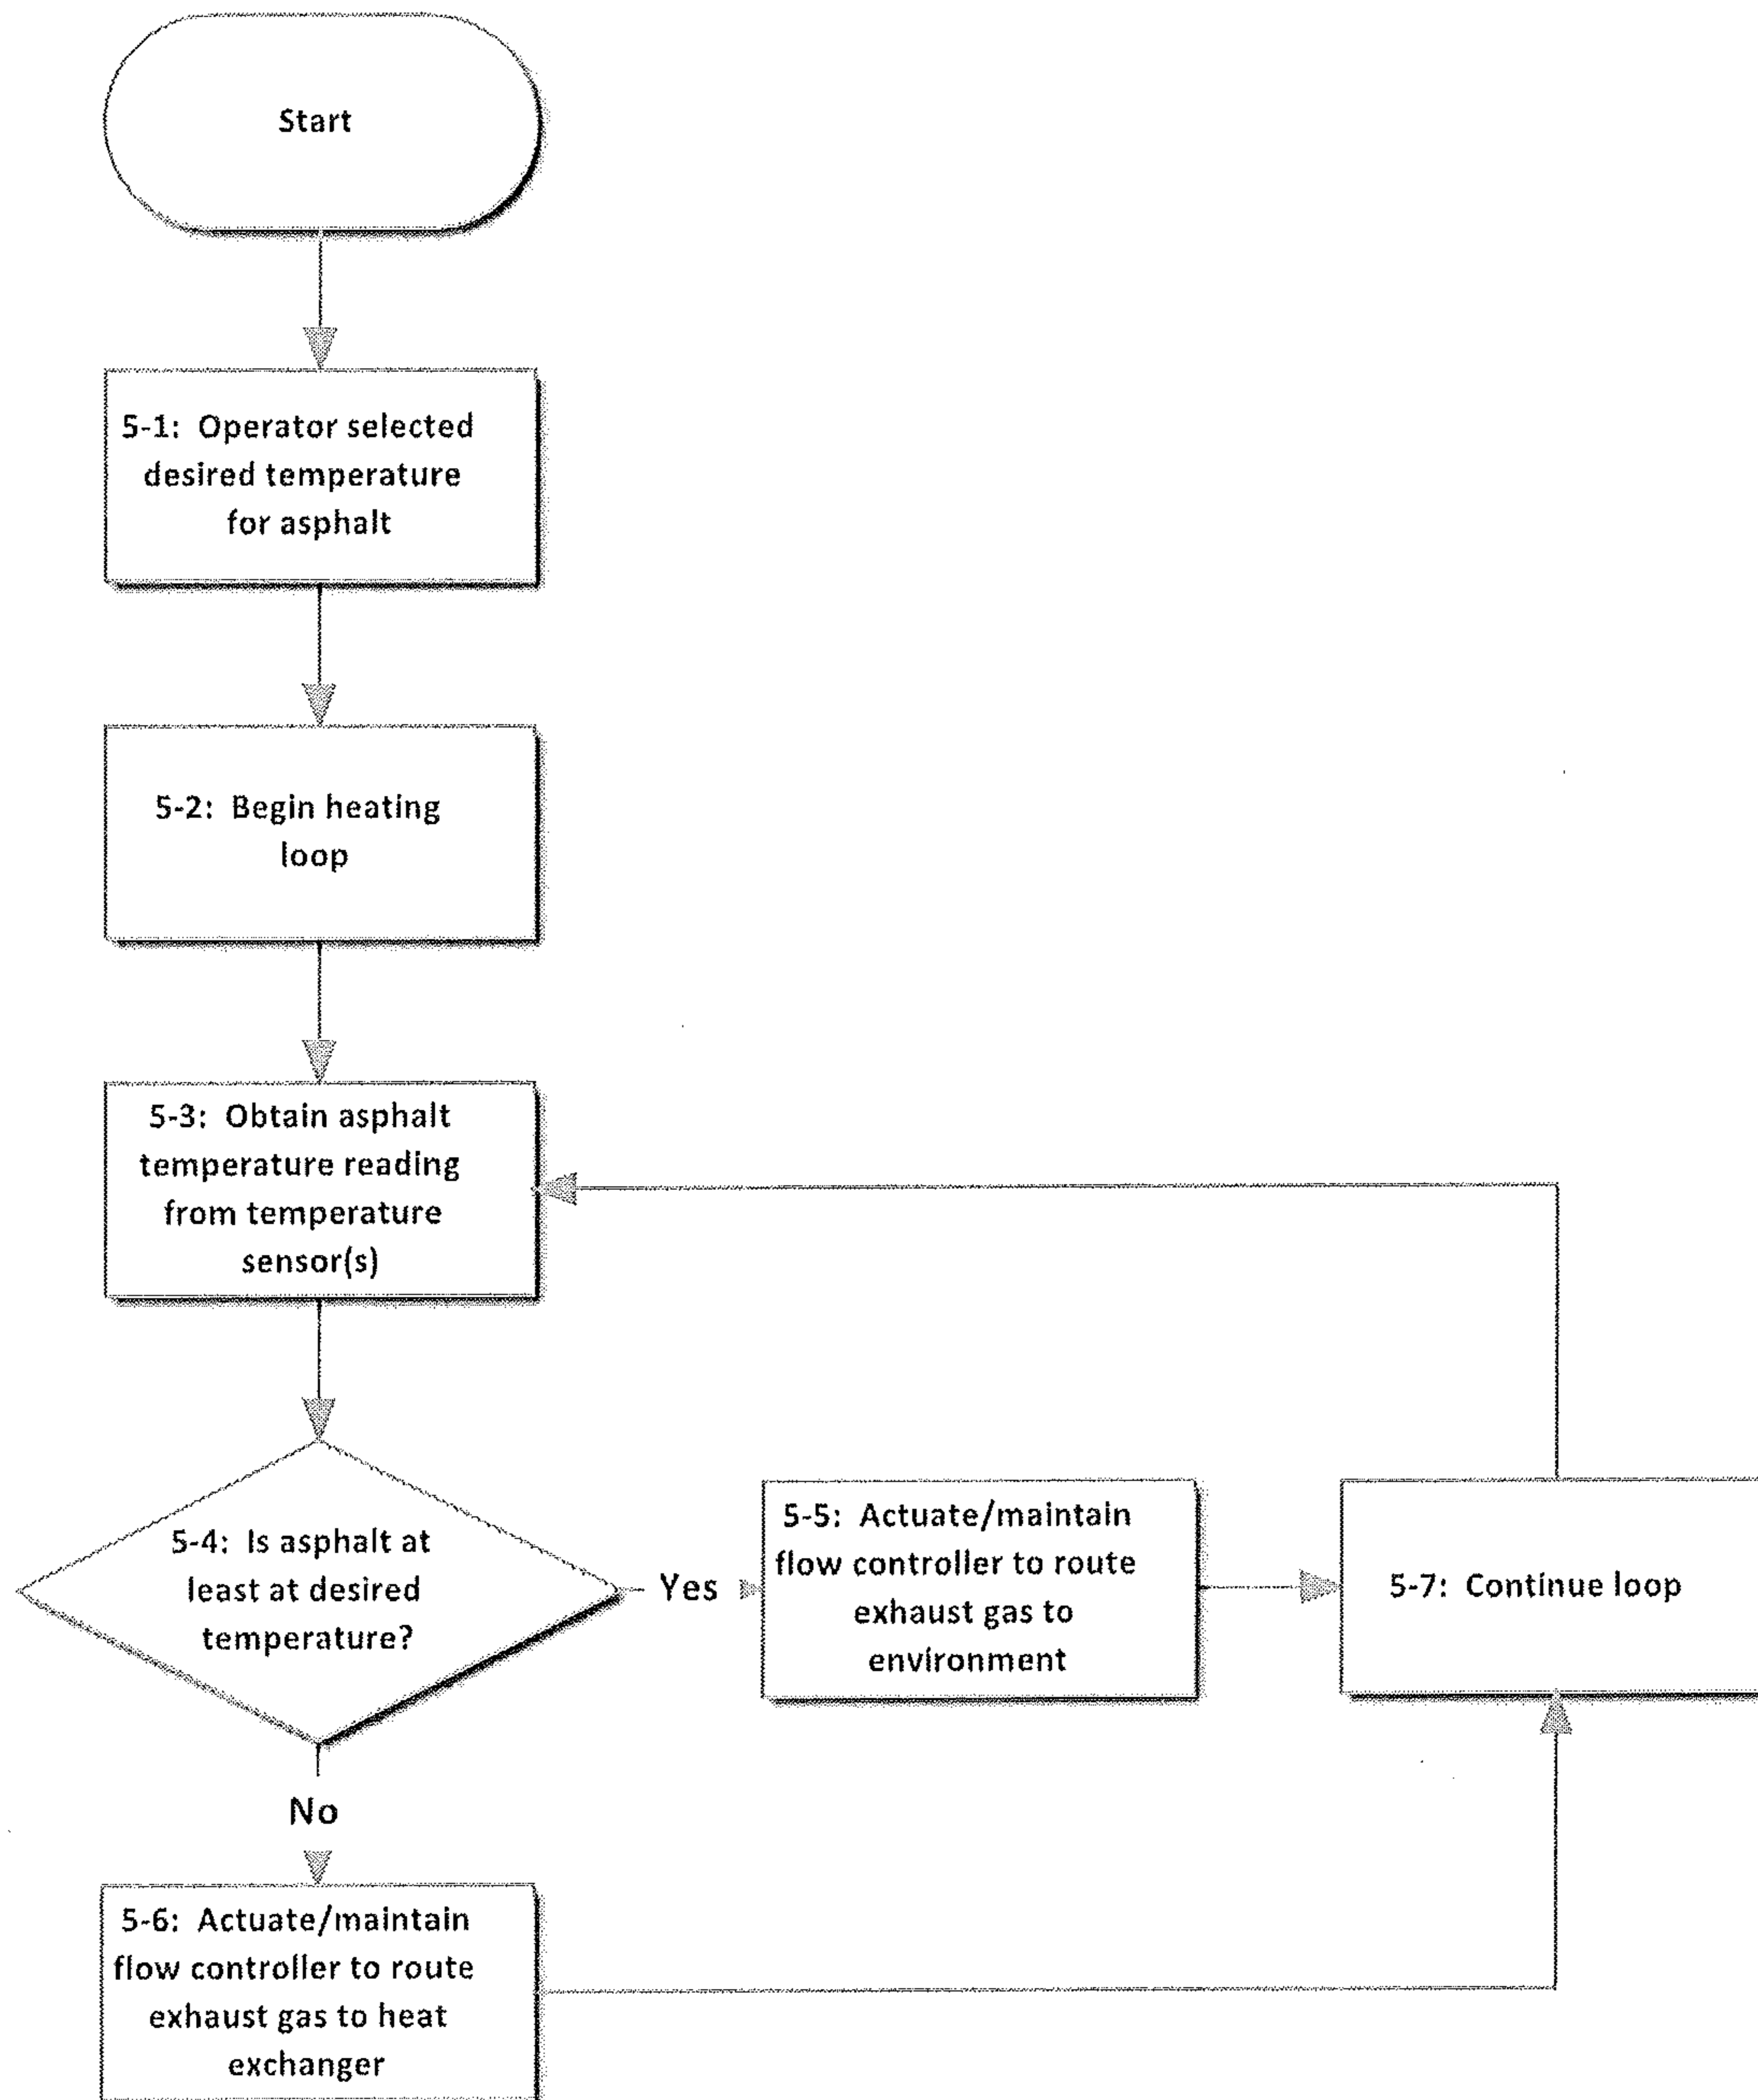 Start
5-1: Operator selected
desired temperature
for asphalt
5-2: Begin heating
loop
5-3: Obtain asphalt
temperature reading
from temperature
sensor(s)
5-4: Is asphalt at
least at desired
temperature?
Yes
5-5: Actuate/maintain
flow controller to route
exhaust gas to
environment
5-7: Continue loop
No
5-6: Actuate/maintain
flow controller to route
exhaust gas to heat
exchanger